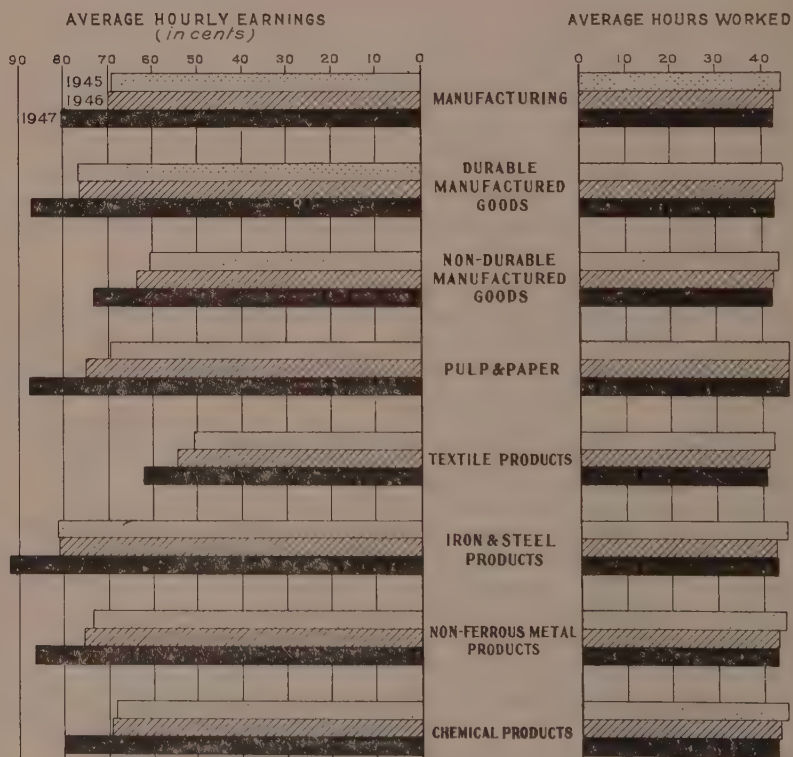 AVERAGE HOURLY EARNINGS
(in cents)
AVERAGE HOURS WORKED
90 80 70 60 50 40 30 20 10 0
0 10 20 30 40
1945
1946
1947
MANUFACTURING
DURABLE
MANUFACTURED
GOODS
NON-DURABLE
MANUFACTURED
GOODS
PULP & PAPER
TEXTILE PRODUCTS
IRON & STEEL
PRODUCTS
NON-FERROUS METAL
PRODUCTS
CHEMICAL PRODUCTS